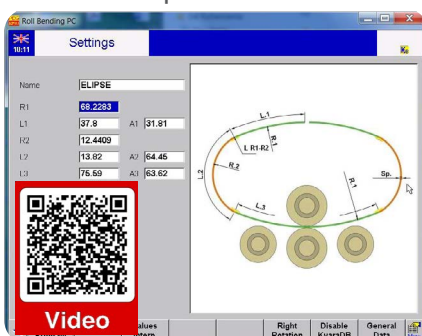 Roll Bending PC
10:11
Settings
Name ELIPSE
R1 68.2283
L1 37.8 A1 31.81
R2 12.4409
L2 13.82 A2 64.45
L3 75.59 A3 63.62
L.1
L R1-R2
R.1
L.2
R.2
Sp.
L.3
R.1
Video
Right Rotation
Disable KyaraDB
General Data